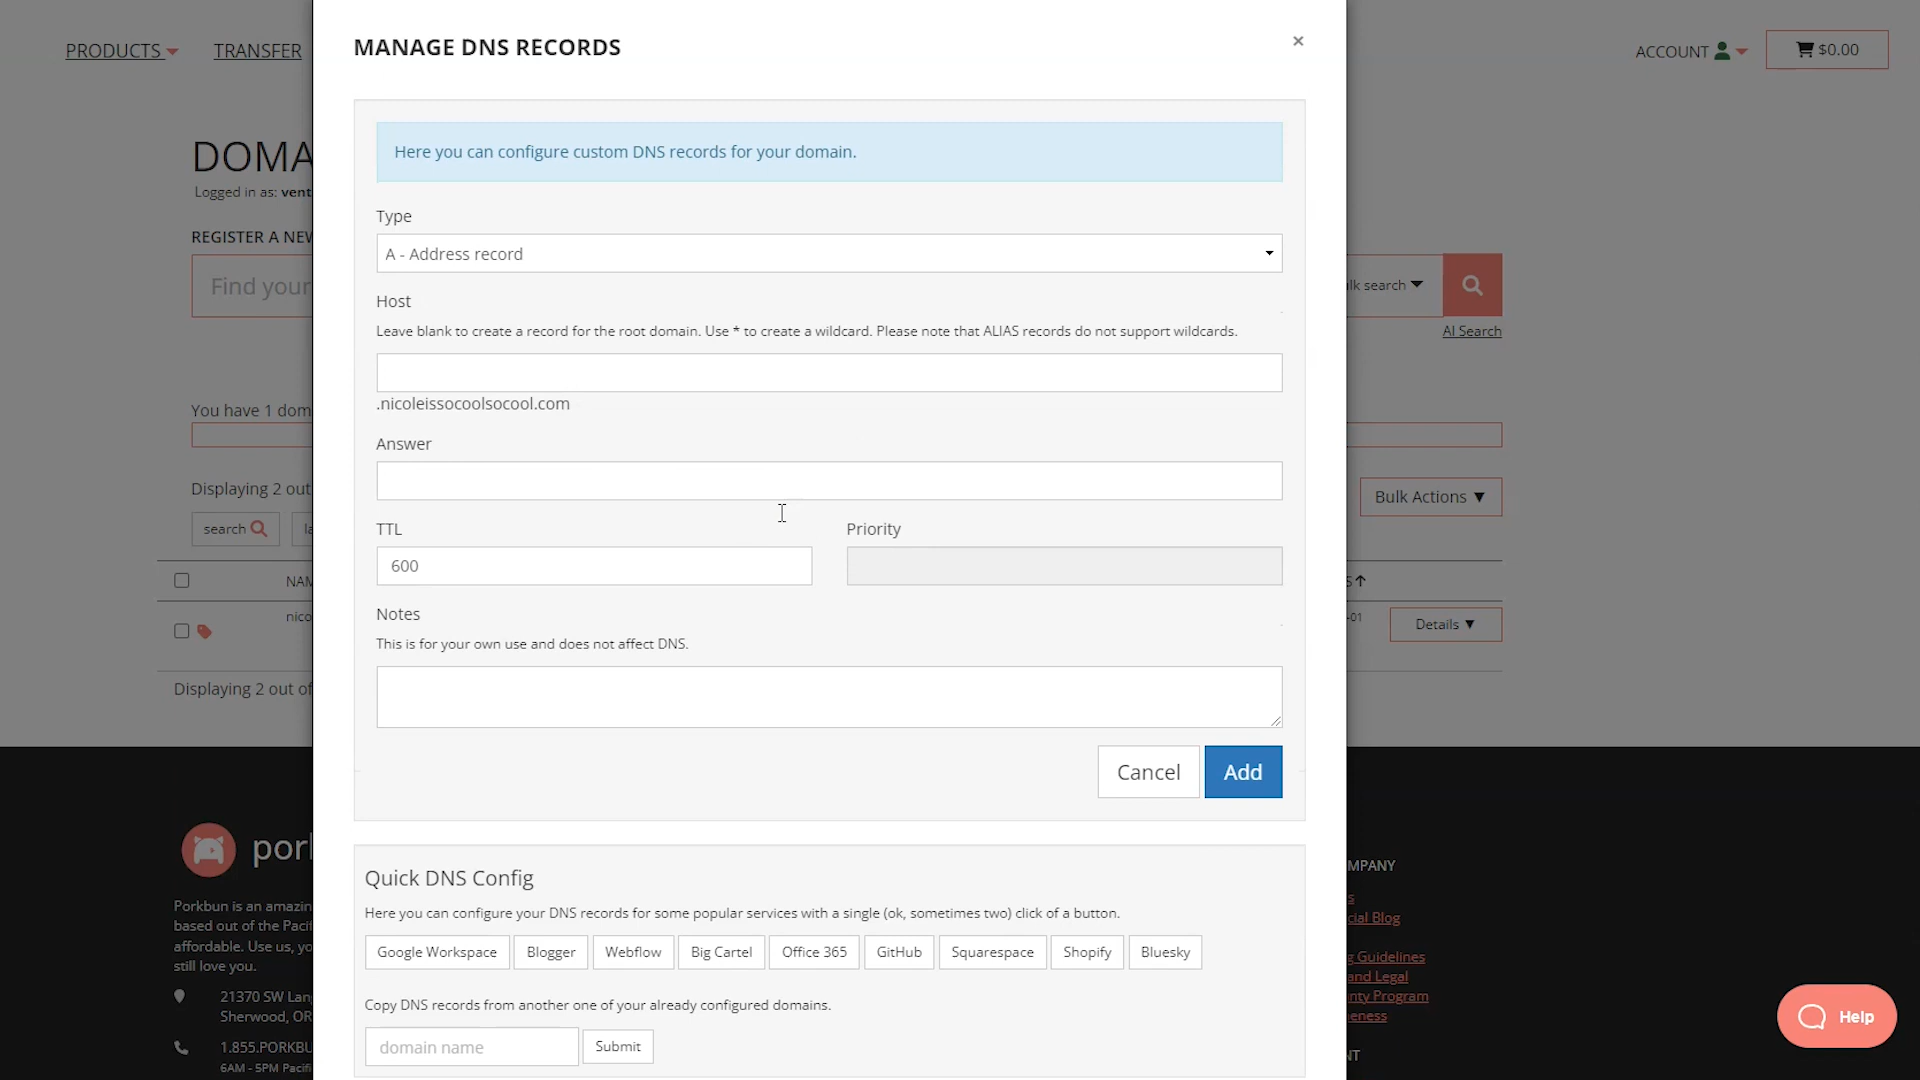 PRODUCTS
TRANSFER
ACCOUNT
$0.00
MANAGE DNS RECORDS
×
Here you can configure custom DNS records for your domain.
Type
A - Address record
Host
Leave blank to create a record for the root domain. Use * to create a wildcard. Please note that ALIAS records do not support wildcards.
.nicoleissocoolsocool.com
Answer
TTL
Priority
600
Notes
This is for your own use and does not affect DNS.
Cancel
Add
Quick DNS Config
Here you can configure your DNS records for some popular services with a single (ok, sometimes two) click of a button.
Google Workspace
Blogger
Webflow
Big Cartel
Office 365
GitHub
Squarespace
Shopify
Bluesky
Copy DNS records from another one of your already configured domains.
domain name
Submit
DOMA
Logged in as: vent
REGISTER A NEW
Find your
search
AI Search
You have 1 dom
Displaying 2 out
search
Bulk Actions ▼
Details ▼
Displaying 2 out of
Porkbun is an amazin
based out of the Pacif
affordable. Use us, yo
still love you.
21370 SW Lan
Sherwood, OR
1.855.PORKBU
6AM - 5PM Pacifi
Guidelines
and Legal
Program
Blog
Help